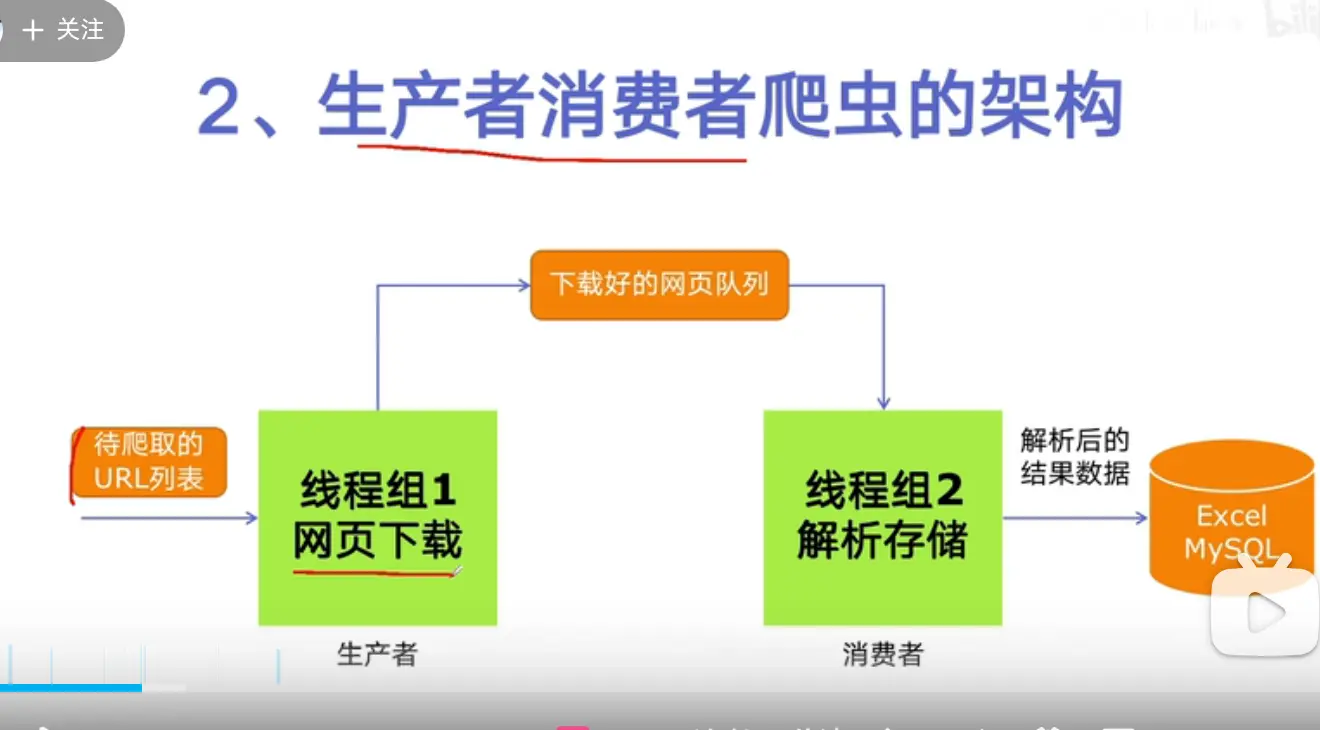 + 关注
bili
2、生产者消费者爬虫的架构
下载好的网页队列
待爬取的
URL列表
线程组1
网页下载
线程组2
解析存储
解析后的
结果数据
Excel
MySQL
生产者
消费者